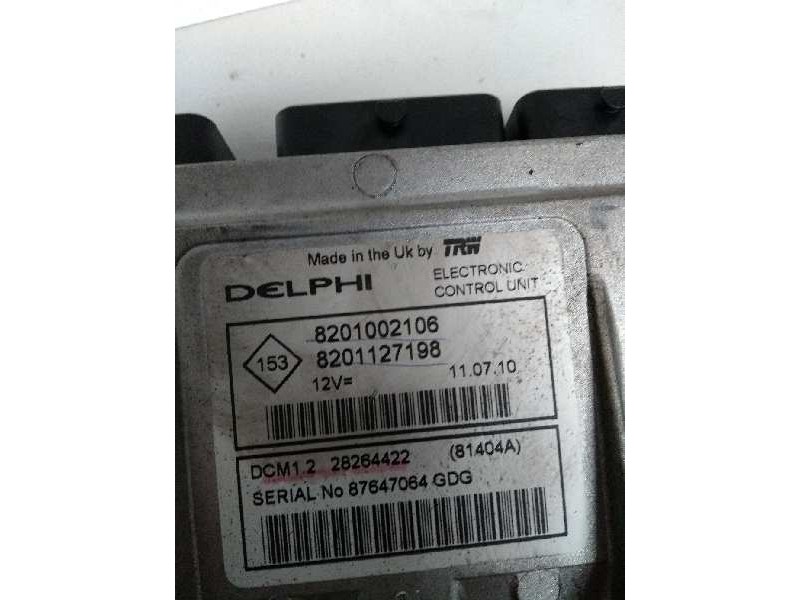 Made in the Uk by TRW
DELPHI
ELECTRONIC
CONTROL UNIT
8201002106
153
8201127198
12V=
11.07.10
DCM1.2 28264422 (81404A)
SERIAL No 87647064 GDG